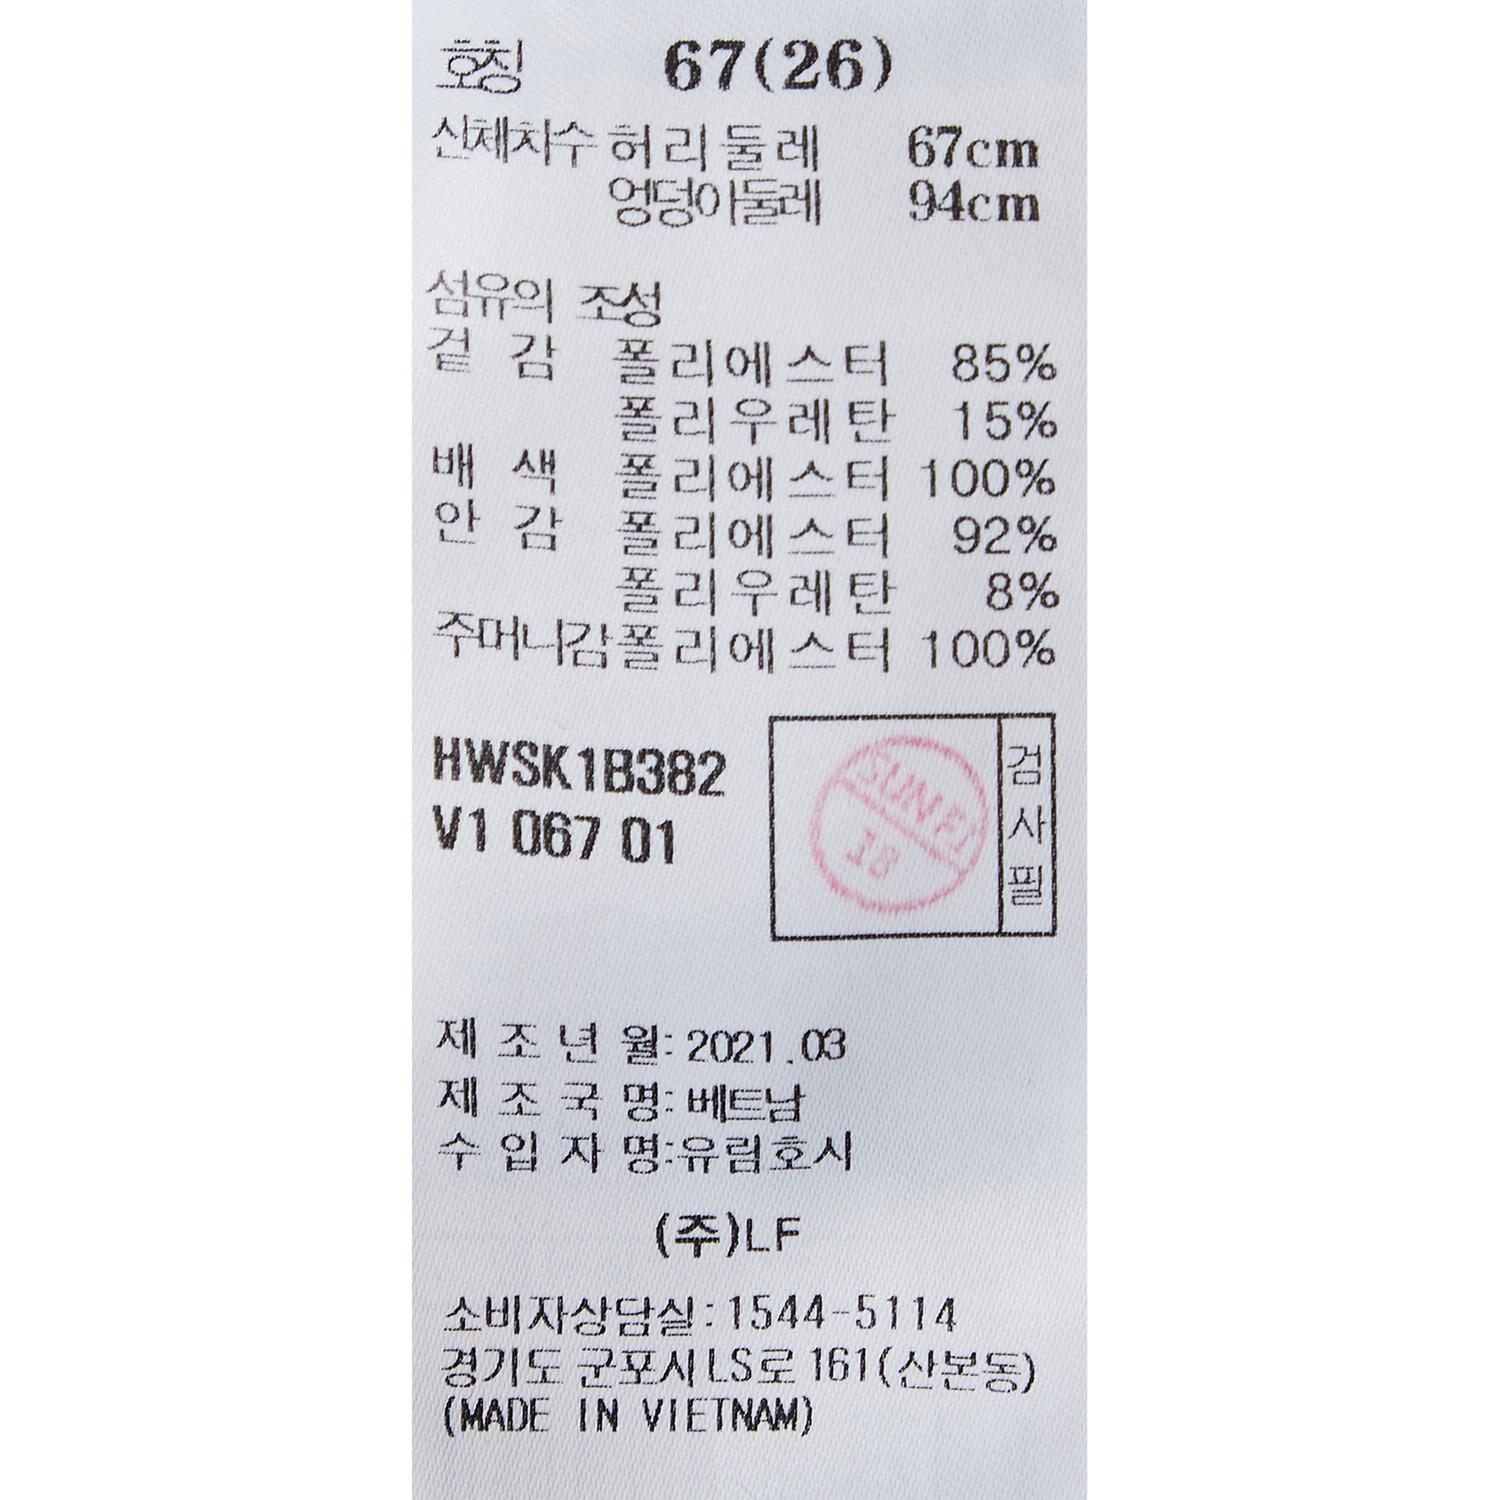 호칭 67(26)
신체치수 허리둘레 67cm
엉덩이둘레 94cm
섬유의 조성
겉 감 폴리에스터 85%
폴리우레탄 15%
배 색 폴리에스터 100%
안 감 폴리에스터 92%
폴리우레탄 8%
주머니감 폴리에스터 100%
HWSK1B382
V1 067 01
SUN FI
18
검사필
제조년월: 2021.03
제조국명: 베트남
수입자명:유림호시
(주)LF
소비자상담실:1544-5114
경기도 군포시 LS로 161(산본동)
(MADE IN VIETNAM)